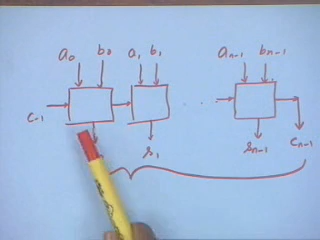 a₀ b₀ a₁ b₁ aₙ₋₁ bₙ₋₁
c₋₁
s₁ sₙ₋₁ cₙ₋₁